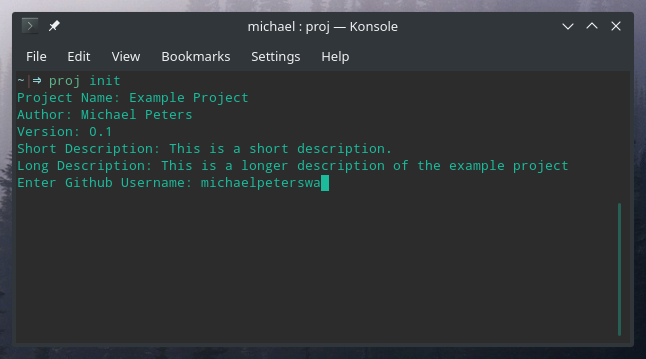 michael : proj — Konsole
File Edit View Bookmarks Settings Help
~|⇒ proj init
Project Name: Example Project
Author: Michael Peters
Version: 0.1
Short Description: This is a short description.
Long Description: This is a longer description of the example project
Enter Github Username: michaelpeterswa